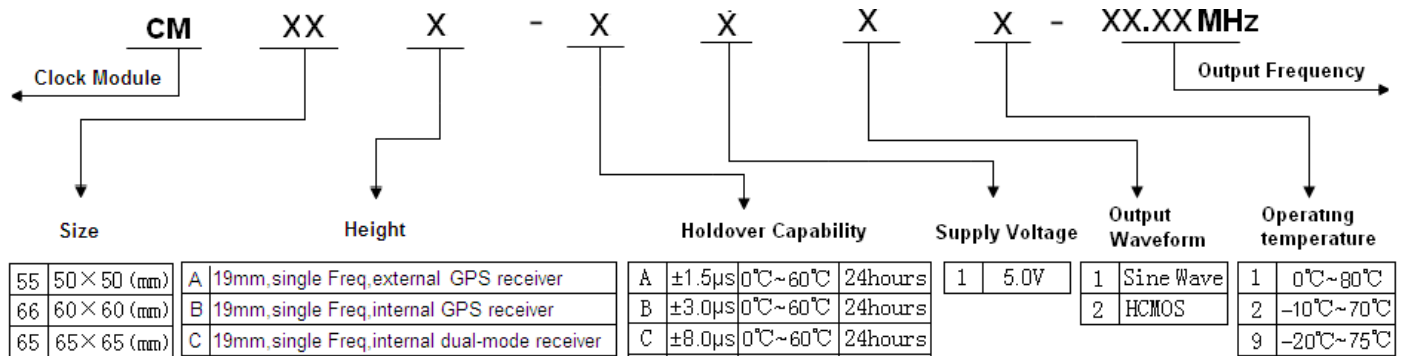 CM XX X - X X X X - XX.XX MHz
Clock Module
Output Frequency
Size
Height
Holdover Capability
Supply Voltage
Output
Waveform
Operating
temperature
55 50×50 (mm)
66 60×60 (mm)
65 65×65 (mm)
A 19mm,single Freq,external GPS receiver
B 19mm,single Freq,internal GPS receiver
C 19mm,single Freq,internal dual-mode receiver
A ±1.5µs 0℃~60℃ 24hours
B ±3.0µs 0℃~60℃ 24hours
C ±8.0µs 0℃~60℃ 24hours
1 5.0V
1 Sine Wave
2 HCMOS
1 0℃~80℃
2 -10℃~70℃
9 -20℃~75℃